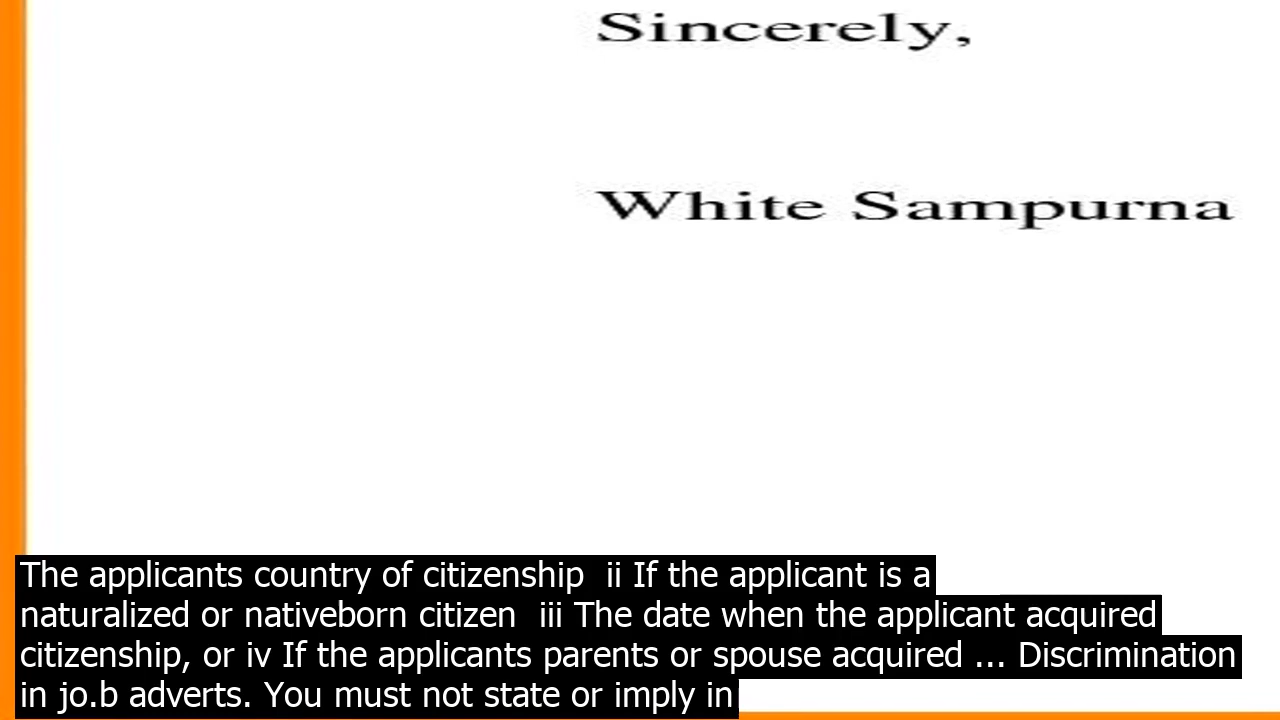 Sincerely,
White Sampurna
The applicants country of citizenship  ii If the applicant is a
naturalized or nativeborn citizen  iii The date when the applicant acquired
citizenship, or iv If the applicants parents or spouse acquired ... Discrimination
in jo.b adverts. You must not state or imply in